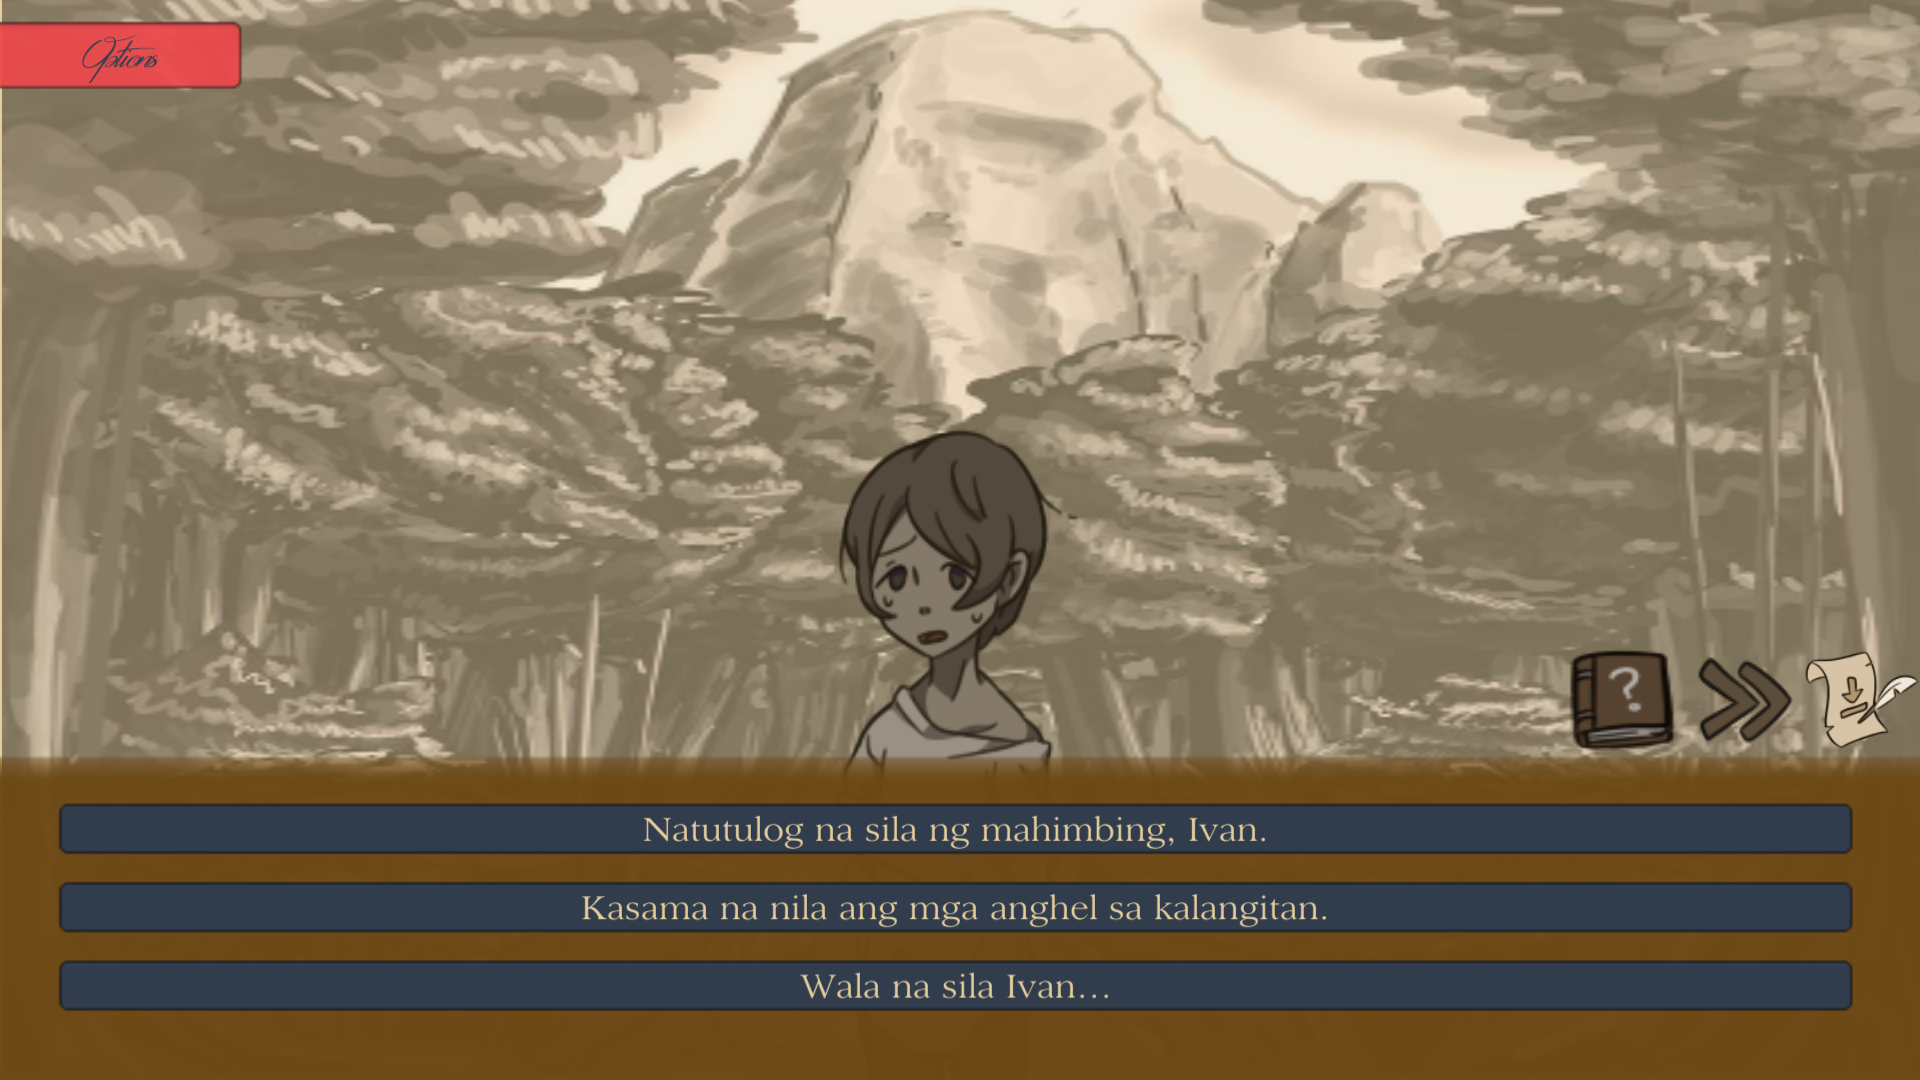 Options
?
Natutulog na sila ng mahimbing, Ivan.
Kasama na nila ang mga anghel sa kalangitan.
Wala na sila Ivan...